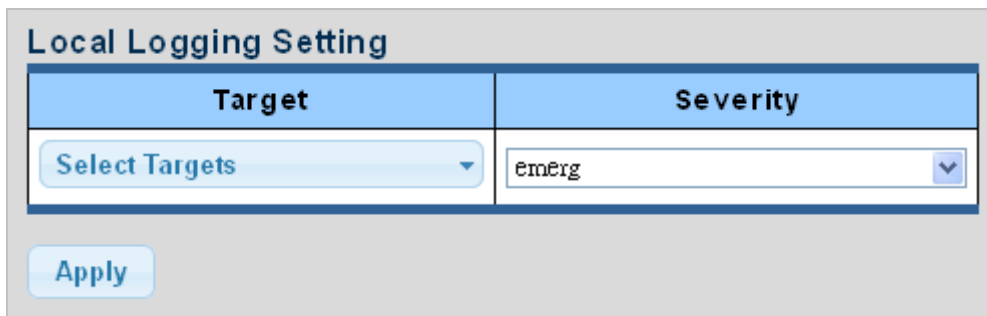 Local Logging Setting
Target Severity
Select Targets emerg
Apply